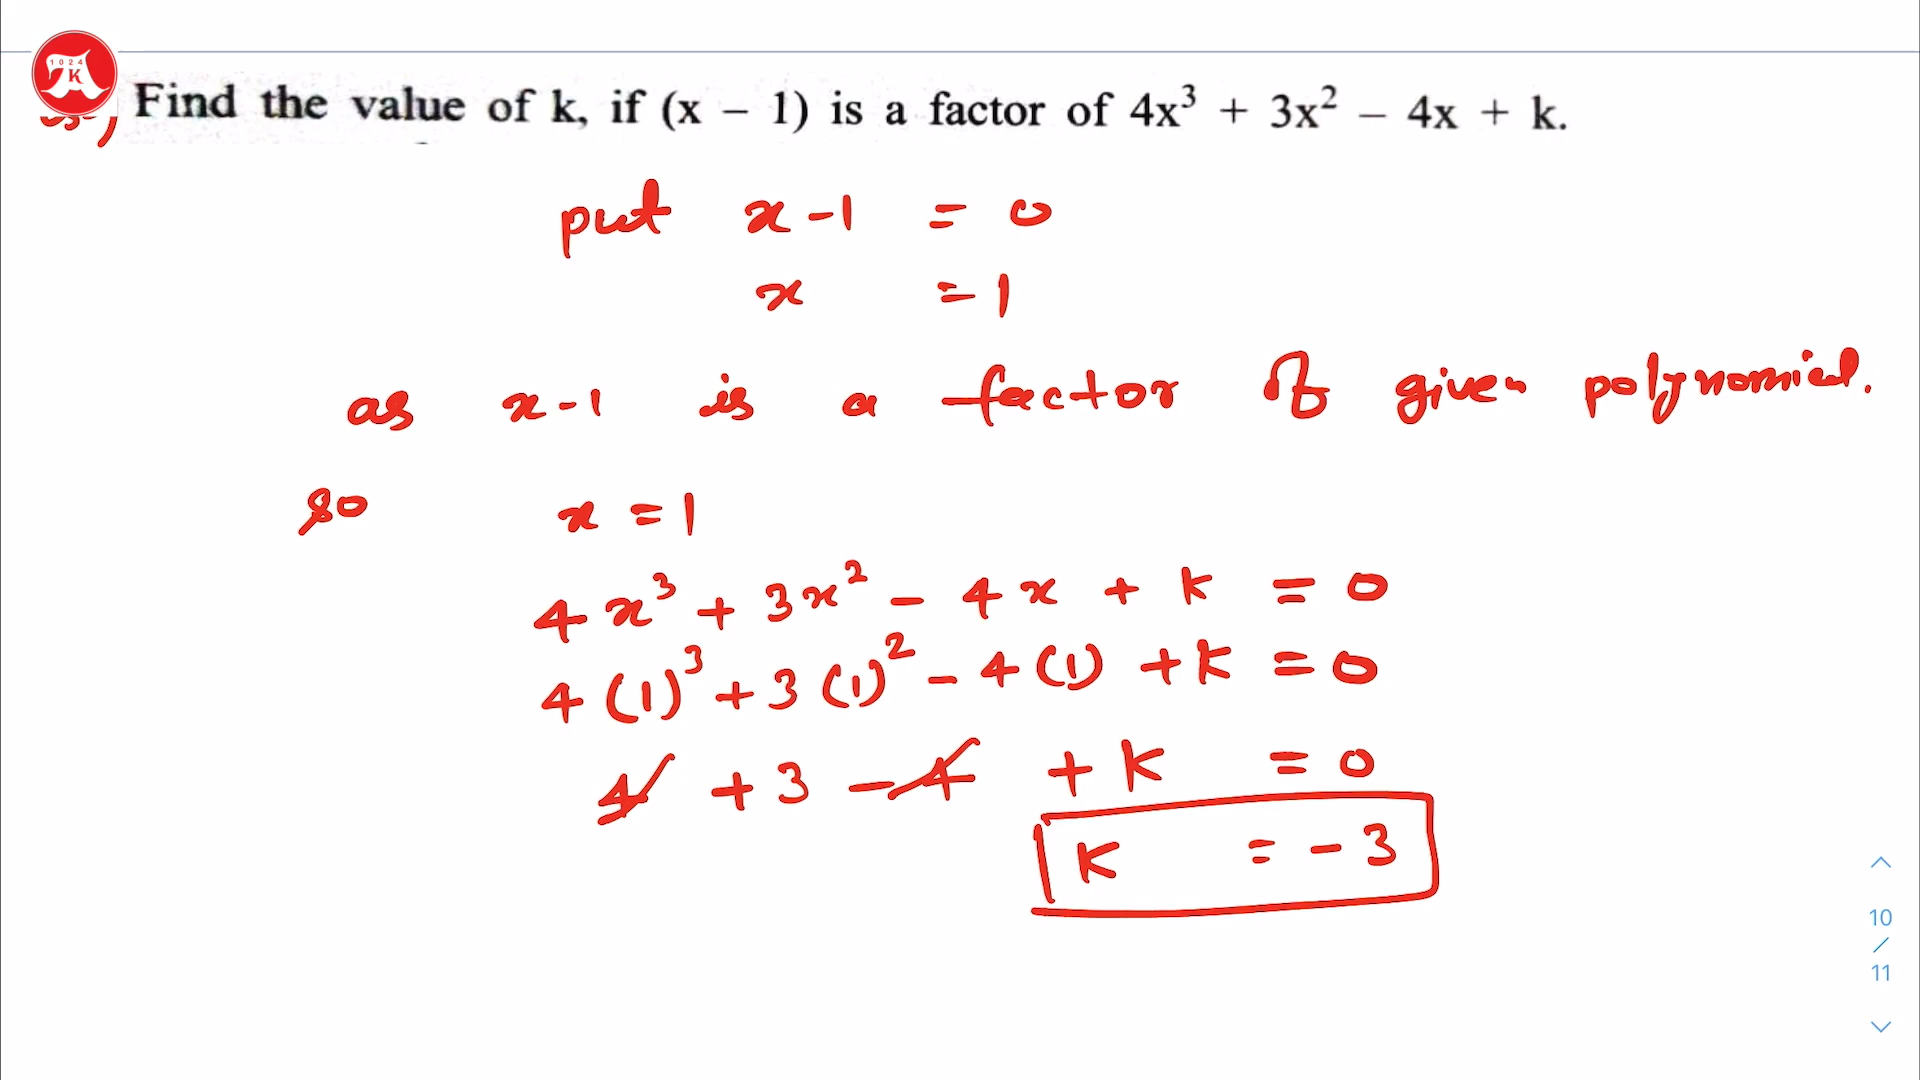 1024
K
Find the value of k, if (x – 1) is a factor of 4x³ + 3x² – 4x + k.
put x - 1 = 0
x = 1
as x - 1 is a factor of given polynomial.
so x = 1
4x³ + 3x² - 4x + k = 0
4(1)³ + 3(1)² - 4(1) + k = 0
4 + 3 - 4 + k = 0
k = - 3
10
/
11